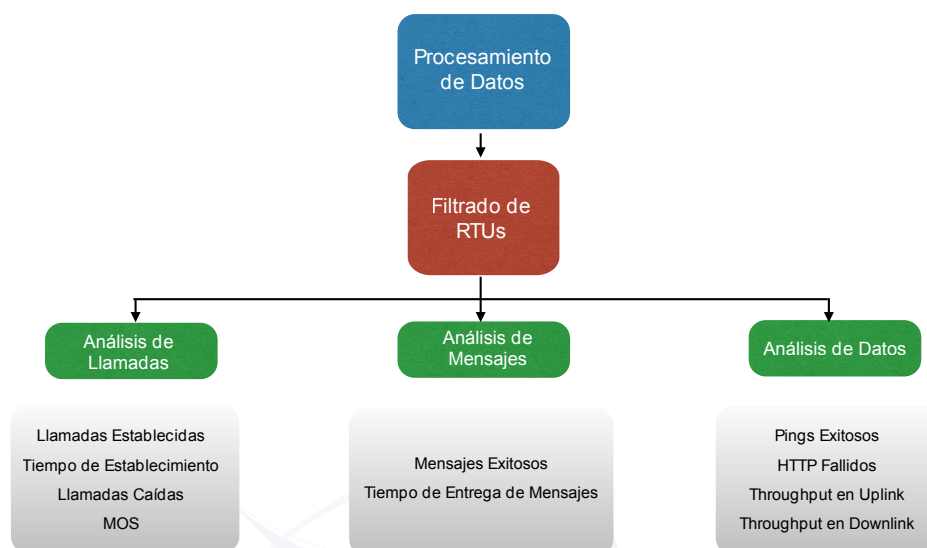 Procesamiento
de Datos
Filtrado de
RTUs
Análisis de
Llamadas
Análisis de
Mensajes
Análisis de Datos
Llamadas Establecidas
Tiempo de Establecimiento
Llamadas Caídas
MOS
Mensajes Exitosos
Tiempo de Entrega de Mensajes
Pings Exitosos
HTTP Fallidos
Throughput en Uplink
Throughput en Downlink